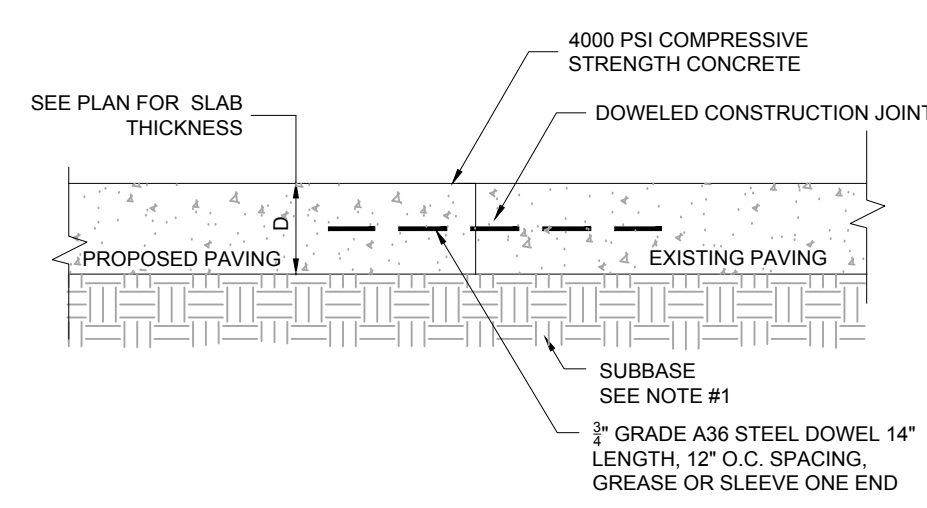 4000 PSI COMPRESSIVE
STRENGTH CONCRETE
SEE PLAN FOR SLAB
THICKNESS
DOWELED CONSTRUCTION JOINT
D
PROPOSED PAVING
EXISTING PAVING
SUBBASE
SEE NOTE #1
3/4" GRADE A36 STEEL DOWEL 14"
LENGTH, 12" O.C. SPACING,
GREASE OR SLEEVE ONE END